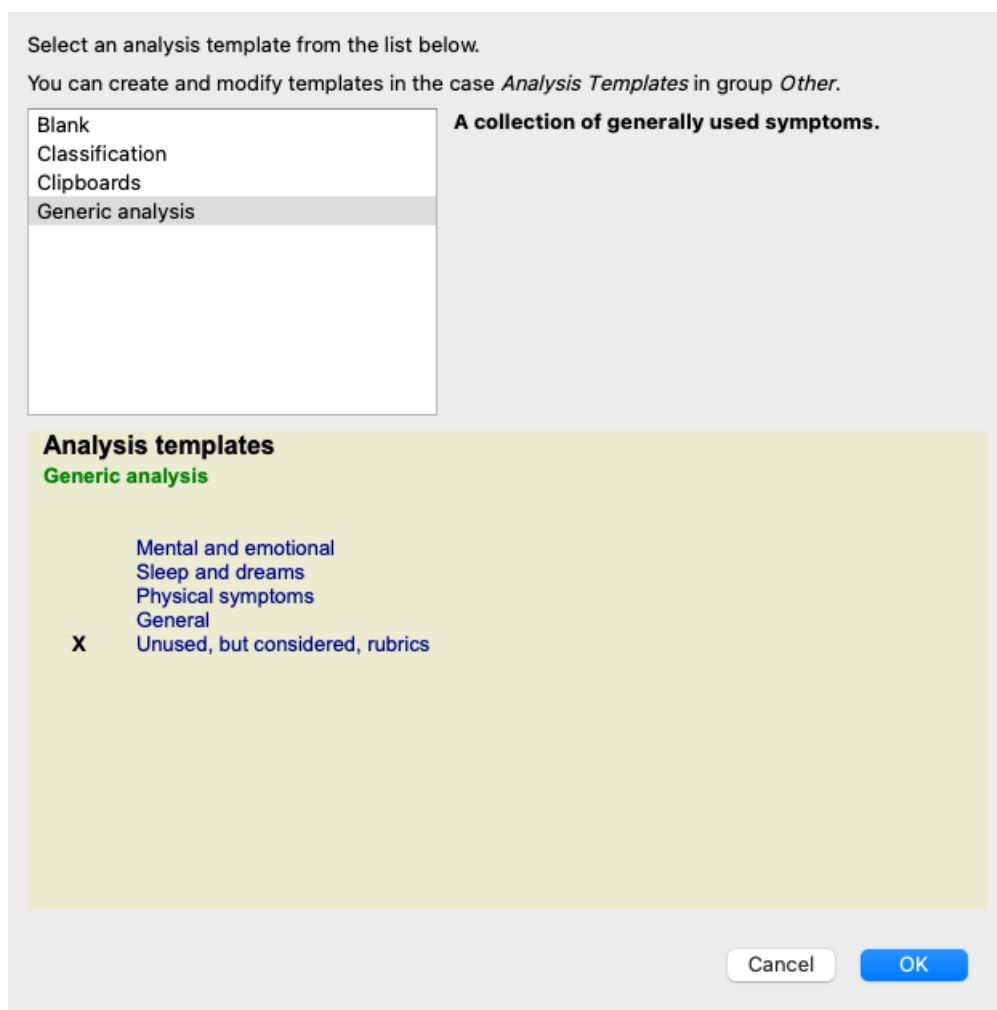 Select an analysis template from the list below.
You can create and modify templates in the case Analysis Templates in group Other.
Blank
Classification
Clipboards
Generic analysis
A collection of generally used symptoms.
Analysis templates
Generic analysis
Mental and emotional
Sleep and dreams
Physical symptoms
General
X Unused, but considered, rubrics
Cancel OK